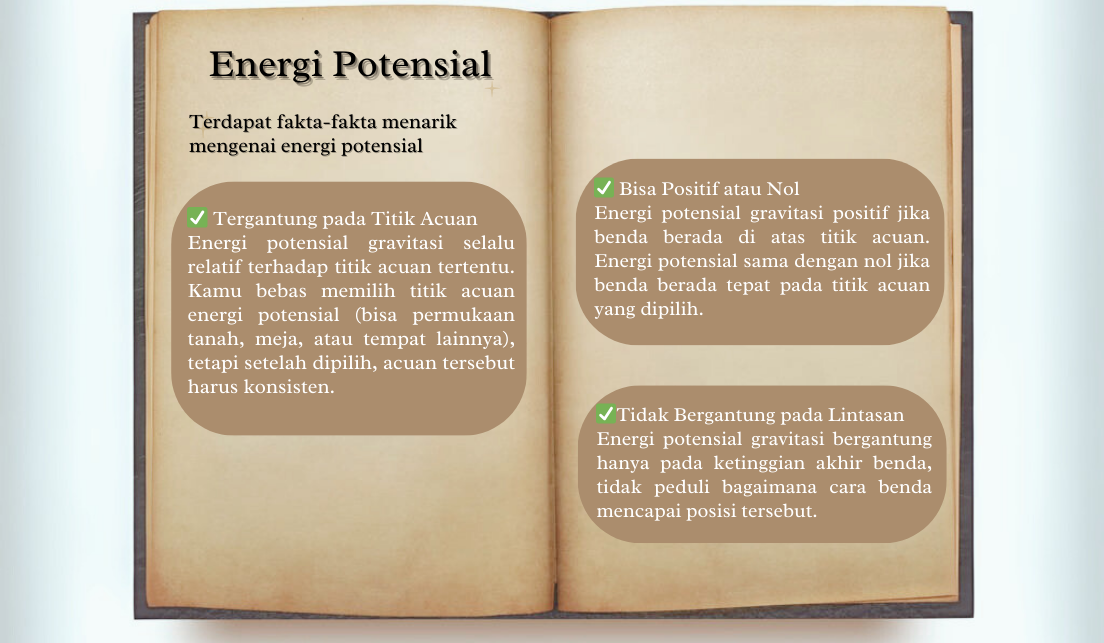 Energi Potensial
Terdapat fakta-fakta menarik
mengenai energi potensial
✅ Tergantung pada Titik Acuan
Energi potensial gravitasi selalu
relatif terhadap titik acuan tertentu.
Kamu bebas memilih titik acuan
energi potensial (bisa permukaan
tanah, meja, atau tempat lainnya),
tetapi setelah dipilih, acuan tersebut
harus konsisten.
✅ Bisa Positif atau Nol
Energi potensial gravitasi positif jika
benda berada di atas titik acuan.
Energi potensial sama dengan nol jika
benda berada tepat pada titik acuan
yang dipilih.
✅Tidak Bergantung pada Lintasan
Energi potensial gravitasi bergantung
hanya pada ketinggian akhir benda,
tidak peduli bagaimana cara benda
mencapai posisi tersebut.